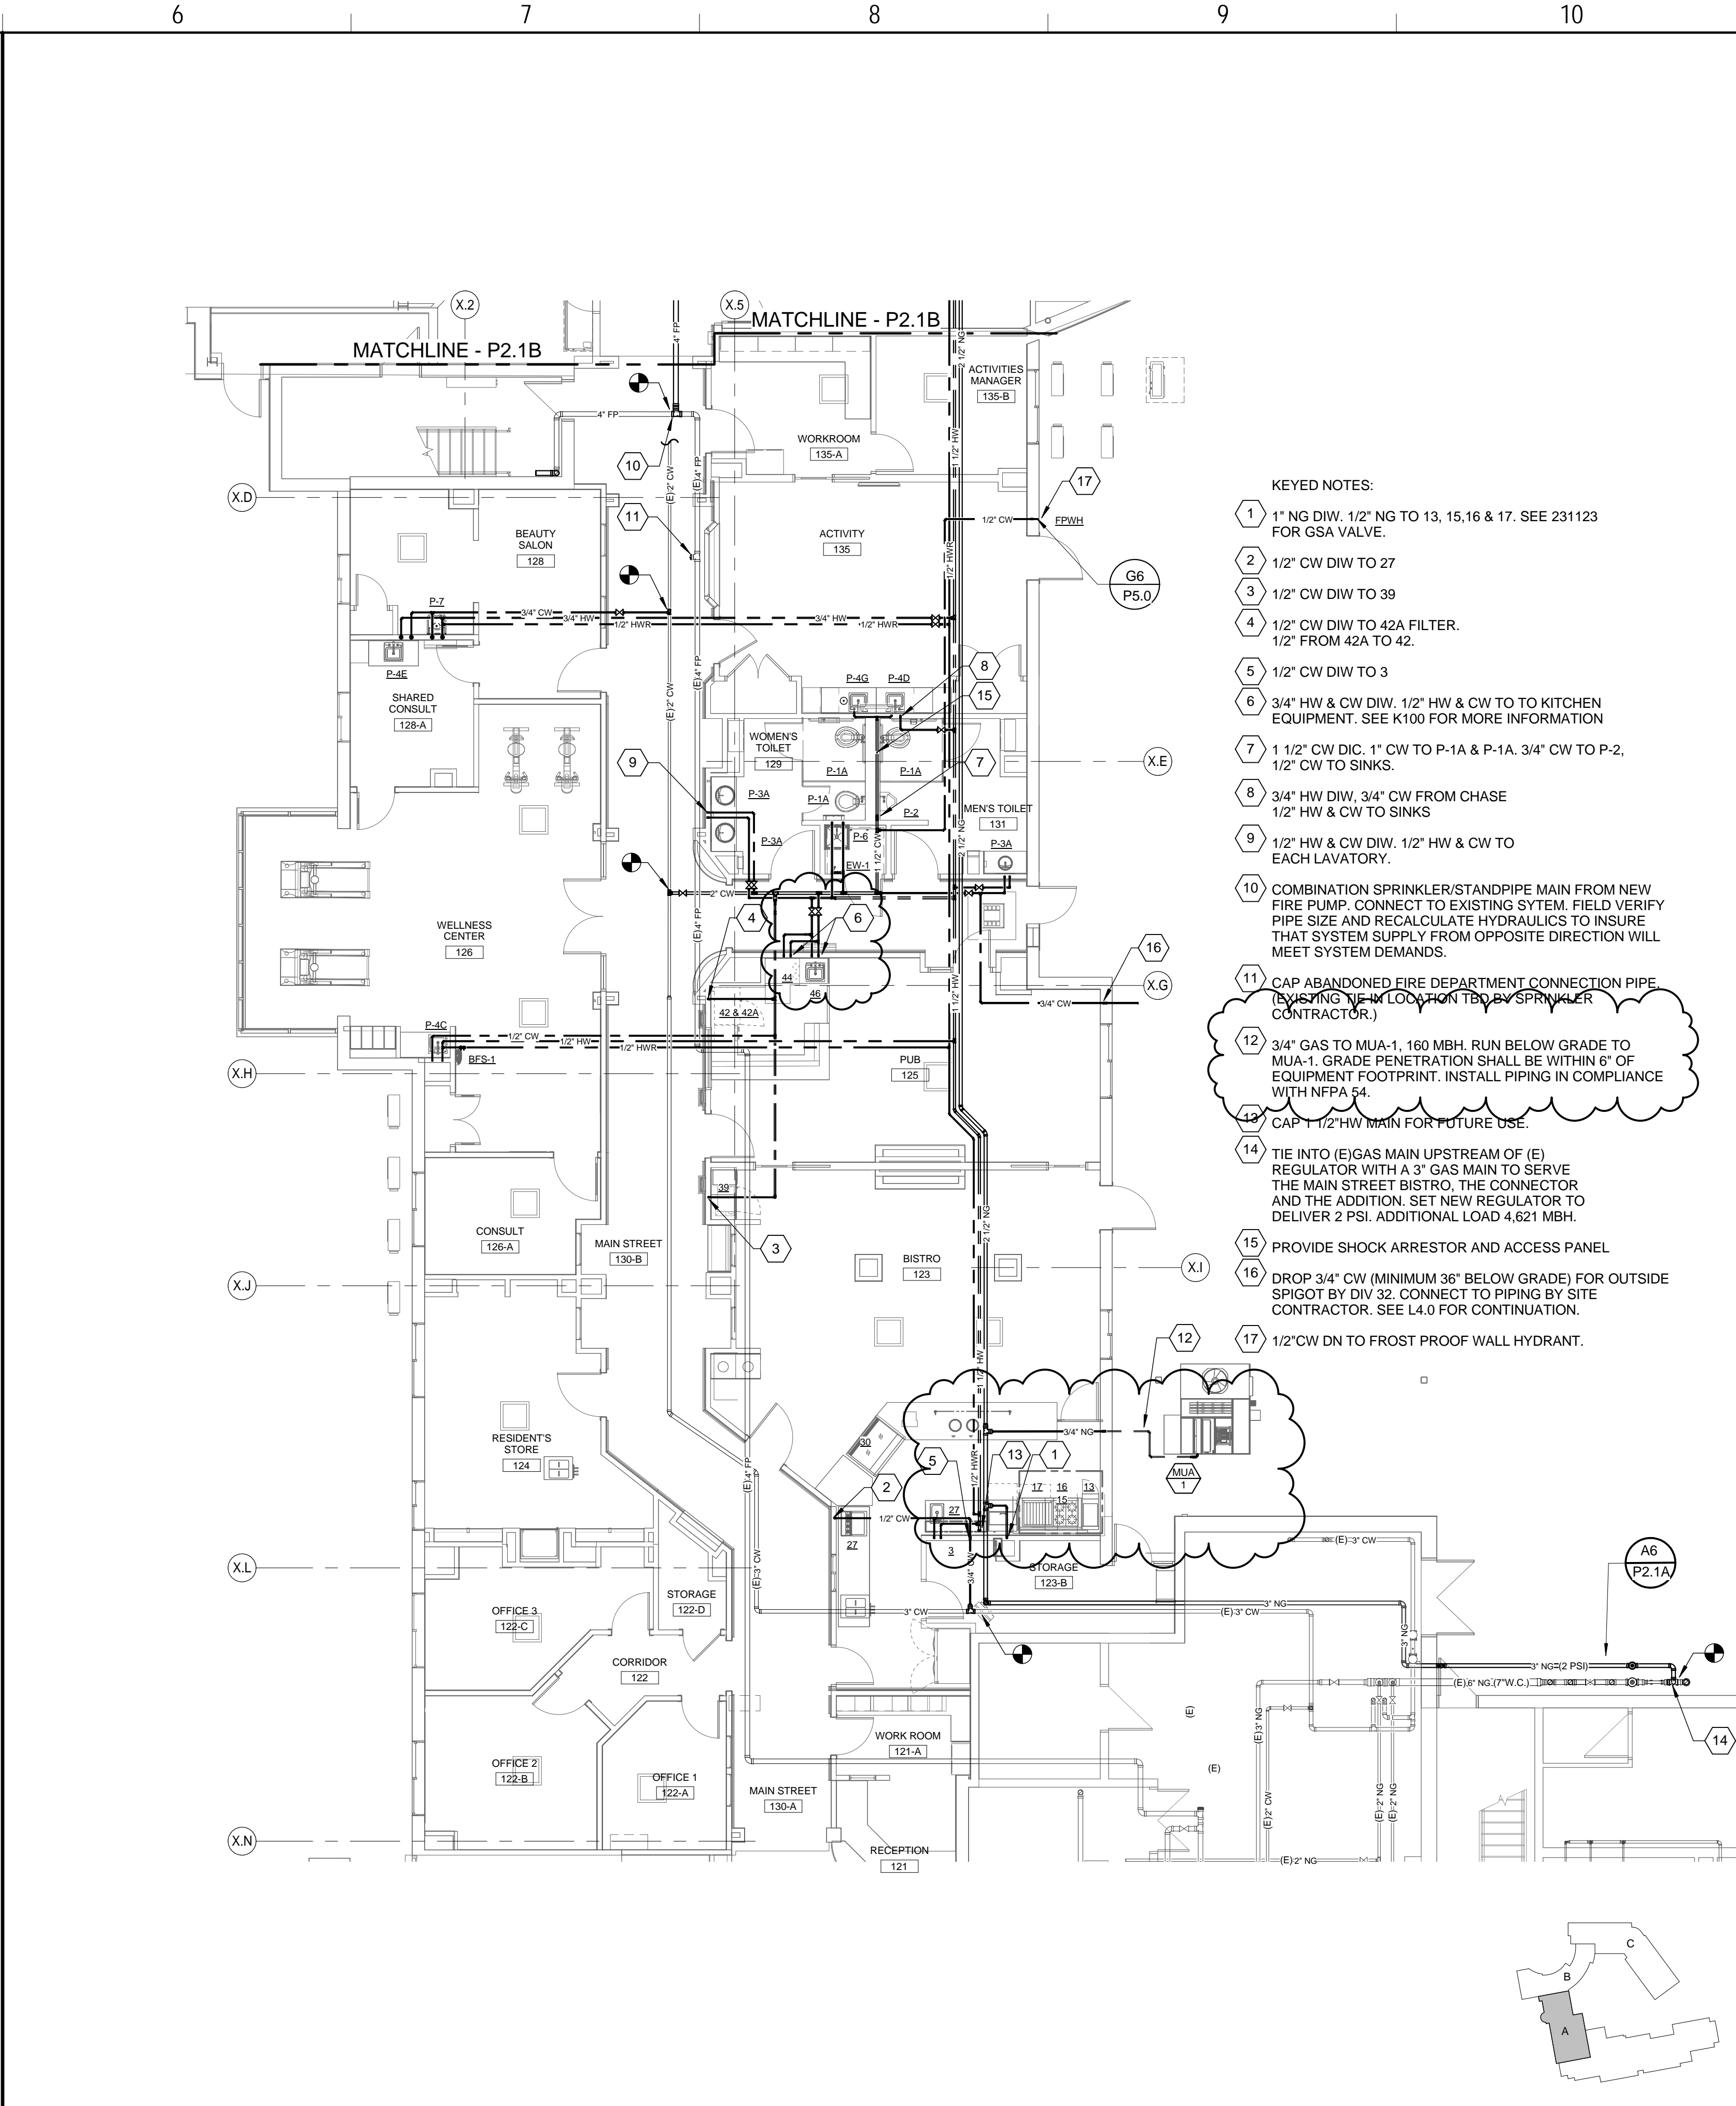 6
7
8
9
10
X.2
X.5
MATCHLINE - P2.1B
MATCHLINE - P2.1B
4" FP
2 1/2" NG
ACTIVITIES
MANAGER
135-B
4" FP
WORKROOM
135-A
1 1/2" HW
10
(E) 2" CW
(E) 4" FP
17
X.D
11
1/2" CW
FPWH
BEAUTY
SALON
128
ACTIVITY
135
1/2" HWR
G6
P5.0
P-7
3/4" CW
3/4" HW
1/2" HWR
3/4" HW
1/2" HWR
P-4E
SHARED
CONSULT
128-A
(E) 4" FP
(E) 2" CW
P-4G
P-4D
8
15
WOMEN'S
TOILET
129
9
P-1A
P-1A
7
X.E
P-3A
P-1A
P-2
MEN'S TOILET
131
P-3A
P-6
P-3A
1 1/2" CW
2 1/2" NG
EW-1
2" CW
4
6
(E) 4" FP
WELLNESS
CENTER
126
16
44
46
X.G
42 & 42A
1 1/2" HW
3/4" CW
P-4C
1/2" CW
1/2" HW
1/2" HWR
BFS-1
PUB
125
X.H
39
CONSULT
126-A
MAIN STREET
130-B
3
2 1/2" NG
BISTRO
123
X.I
X.J
12
1 1/2" HW
RESIDENT'S
STORE
124
30
3/4" NG
5
13
1
MUA
1
1/2" HWR
(E) 4" FP
2
17
16
13
15
1/2" CW
27
27
3
3/4" CW
X.L
(E) 3" CW
STORAGE
123-B
(E) 3" CW
A6
P2.1A
STORAGE
122-D
OFFICE 3
122-C
3" CW
3" NG
(E) 3" CW
3" NG
CORRIDOR
122
3" NG (2 PSI)
(E) 6" NG (7"W.C.)
(E)
(E) 3" NG
14
WORK ROOM
121-A
OFFICE 2
122-B
OFFICE 1
122-A
MAIN STREET
130-A
(E)
(E) 2" CW
(E) 2" NG
(E) 2" NG
X.N
RECEPTION
121
(E) 2" NG
KEYED NOTES:
1 1" NG DIW. 1/2" NG TO 13, 15,16 & 17. SEE 231123
FOR GSA VALVE.
2 1/2" CW DIW TO 27
3 1/2" CW DIW TO 39
4 1/2" CW DIW TO 42A FILTER.
1/2" FROM 42A TO 42.
5 1/2" CW DIW TO 3
6 3/4" HW & CW DIW. 1/2" HW & CW TO TO KITCHEN
EQUIPMENT. SEE K100 FOR MORE INFORMATION
7 1 1/2" CW DIC. 1" CW TO P-1A & P-1A. 3/4" CW TO P-2,
1/2" CW TO SINKS.
8 3/4" HW DIW, 3/4" CW FROM CHASE
1/2" HW & CW TO SINKS
9 1/2" HW & CW DIW. 1/2" HW & CW TO
EACH LAVATORY.
10 COMBINATION SPRINKLER/STANDPIPE MAIN FROM NEW
FIRE PUMP. CONNECT TO EXISTING SYTEM. FIELD VERIFY
PIPE SIZE AND RECALCULATE HYDRAULICS TO INSURE
THAT SYSTEM SUPPLY FROM OPPOSITE DIRECTION WILL
MEET SYSTEM DEMANDS.
11 CAP ABANDONED FIRE DEPARTMENT CONNECTION PIPE.
(EXISTING TIE-IN LOCATION TBD BY SPRINKLER
CONTRACTOR.)
12 3/4" GAS TO MUA-1, 160 MBH. RUN BELOW GRADE TO
MUA-1. GRADE PENETRATION SHALL BE WITHIN 6" OF
EQUIPMENT FOOTPRINT. INSTALL PIPING IN COMPLIANCE
WITH NFPA 54.
13 CAP 1 1/2"HW MAIN FOR FUTURE USE.
14 TIE INTO (E)GAS MAIN UPSTREAM OF (E)
REGULATOR WITH A 3" GAS MAIN TO SERVE
THE MAIN STREET BISTRO, THE CONNECTOR
AND THE ADDITION. SET NEW REGULATOR TO
DELIVER 2 PSI. ADDITIONAL LOAD 4,621 MBH.
15 PROVIDE SHOCK ARRESTOR AND ACCESS PANEL
16 DROP 3/4" CW (MINIMUM 36" BELOW GRADE) FOR OUTSIDE
SPIGOT BY DIV 32. CONNECT TO PIPING BY SITE
CONTRACTOR. SEE L4.0 FOR CONTINUATION.
17 1/2"CW DN TO FROST PROOF WALL HYDRANT.
C
B
A